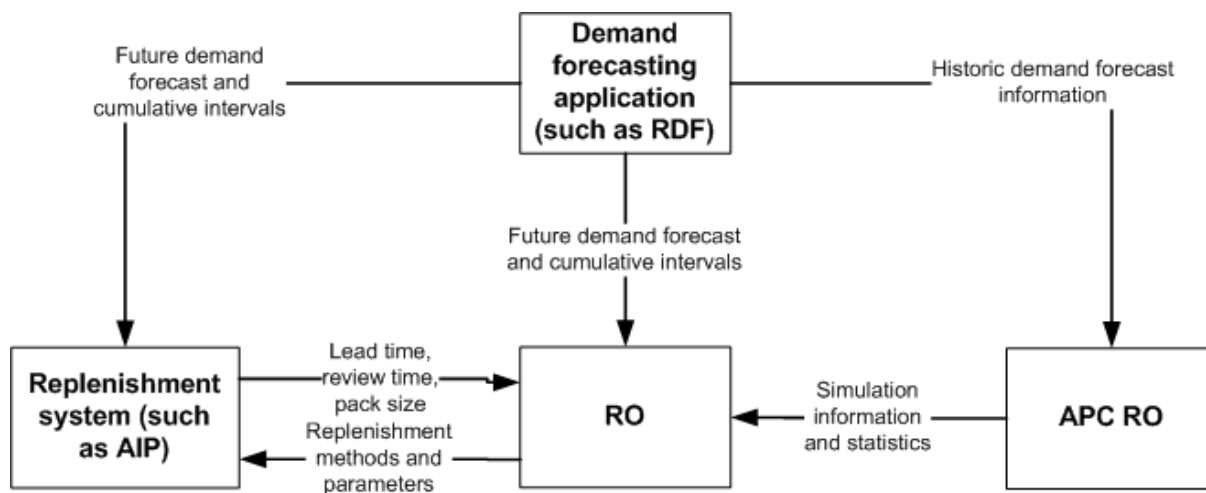 Future demand
forecast and
cumulative intervals
Demand
forecasting
application
(such as RDF)
Historic demand forecast
information
Future demand forecast
and cumulative intervals
Replenishment
system (such
as AIP)
Lead time,
review time,
pack size
Replenishment
methods and
parameters
RO
Simulation
information
and statistics
APC RO